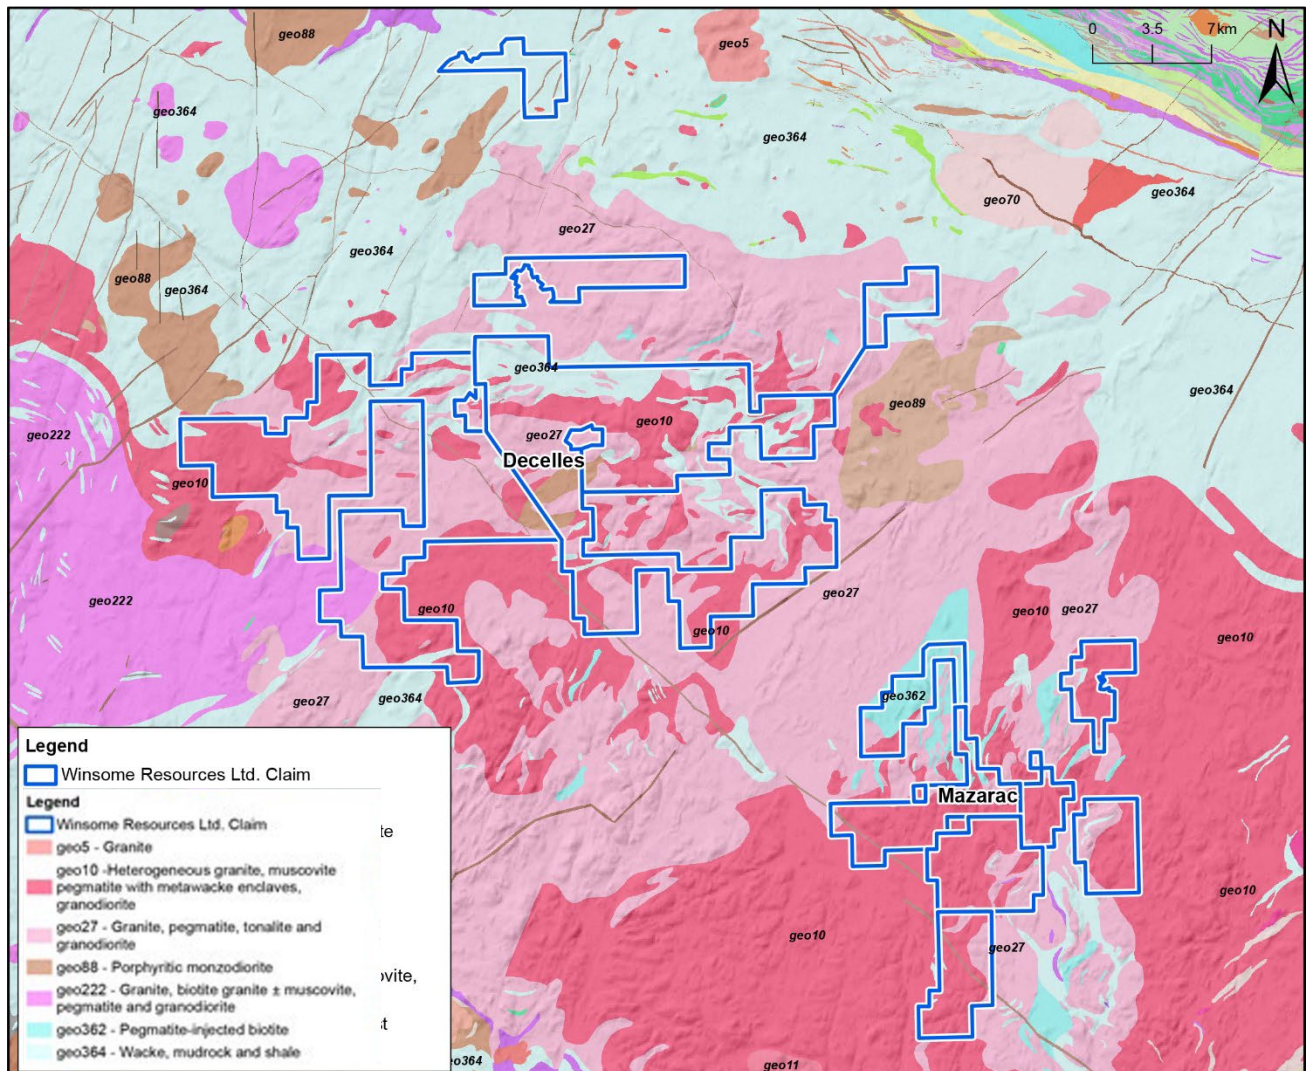 geo88
geo5
0 3.5 7km
N
geo364
geo364
geo364
geo70
geo27
geo364
geo88
geo364
geo364
geo364
geo89
geo10
geo222
geo27
Decelles
geo10
geo222
geo10
geo27
geo10
geo10
geo27
geo10
geo362
geo27
geo364
Mazarac
geo10
geo10
geo27
geo11
eo364
Legend
Winsome Resources Ltd. Claim
Legend
Winsome Resources Ltd. Claim
te
geo5 - Granite
geo10 -Heterogeneous granite, muscovite
pegmatite with metawacke enclaves,
granodiorite
geo27 - Granite, pegmatite, tonalite and
granodiorite
geo88 - Porphyritic monzodiorite
ovite,
geo222 - Granite, biotite granite ± muscovite,
pegmatite and granodiorite
geo362 - Pegmatite-injected biotite
st
geo364 - Wacke, mudrock and shale